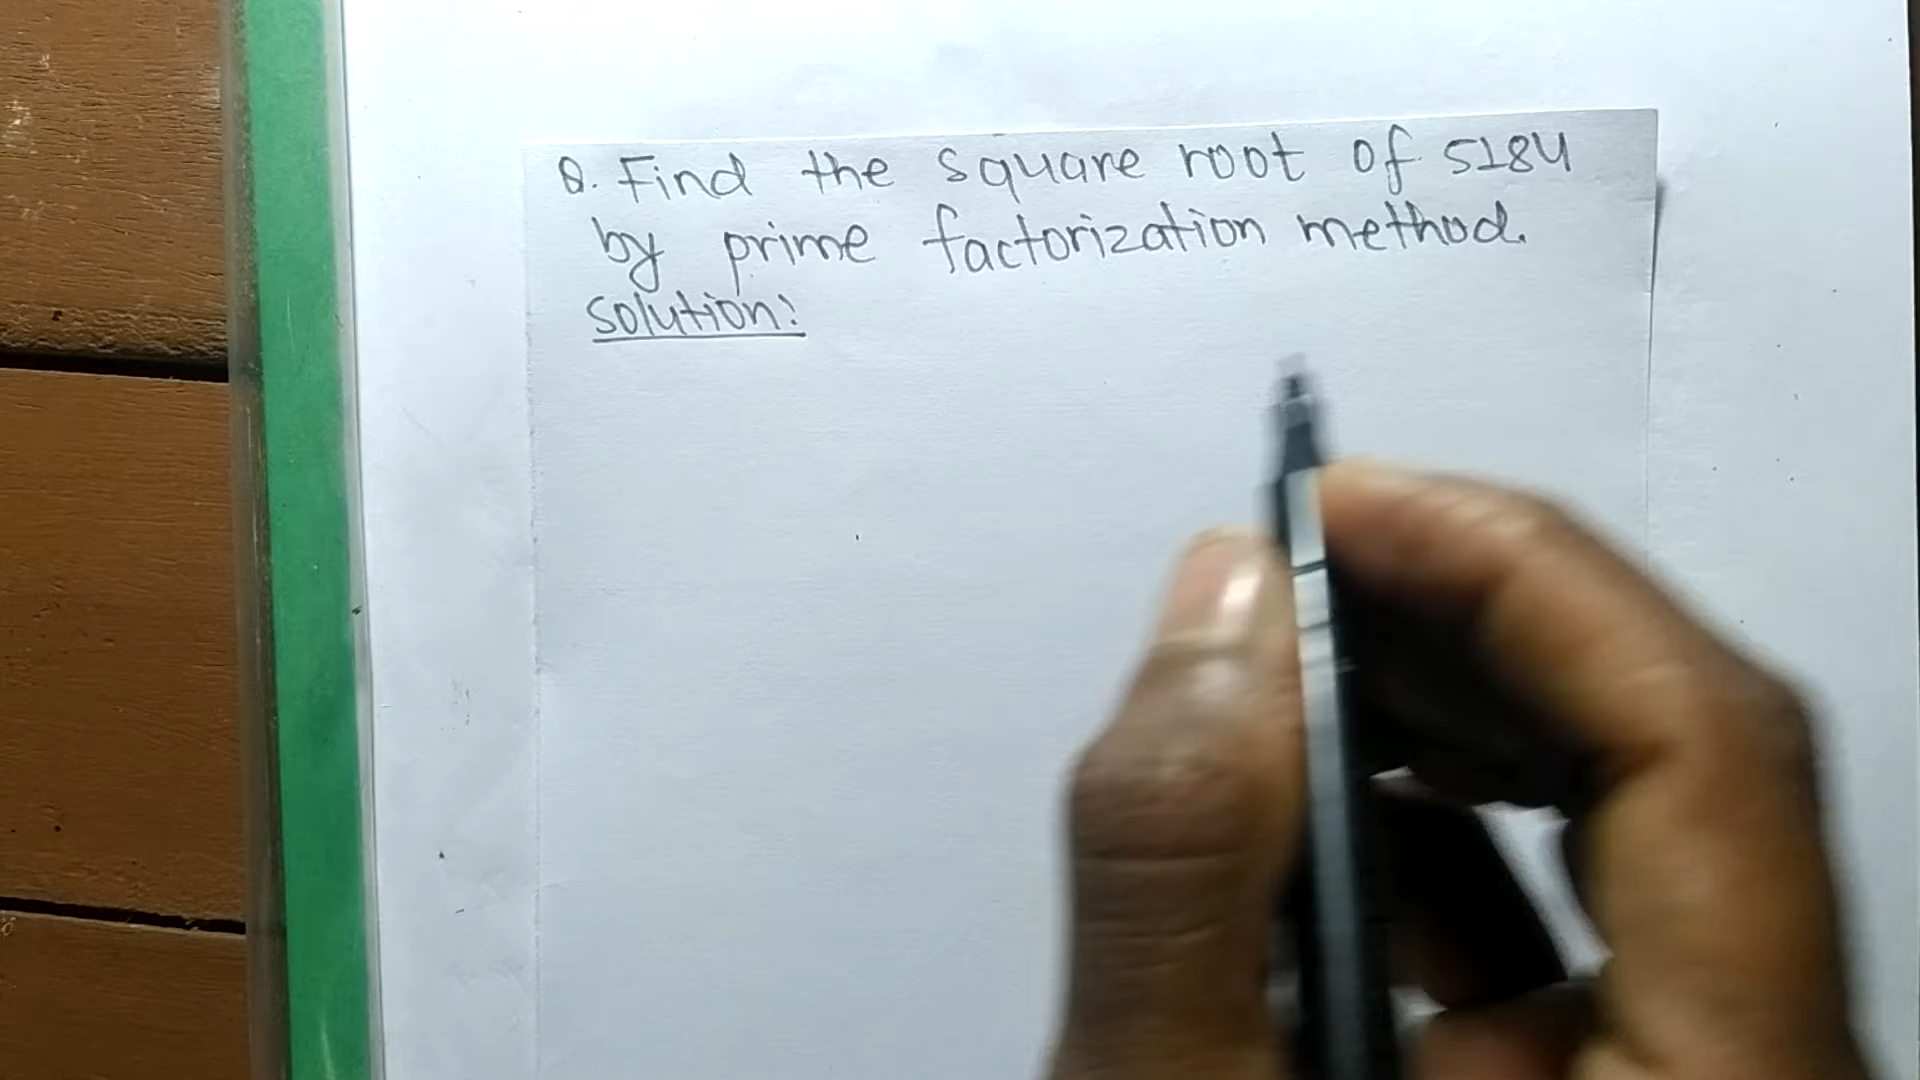 Q. Find the square root of 5184
by prime factorization method.
Solution: